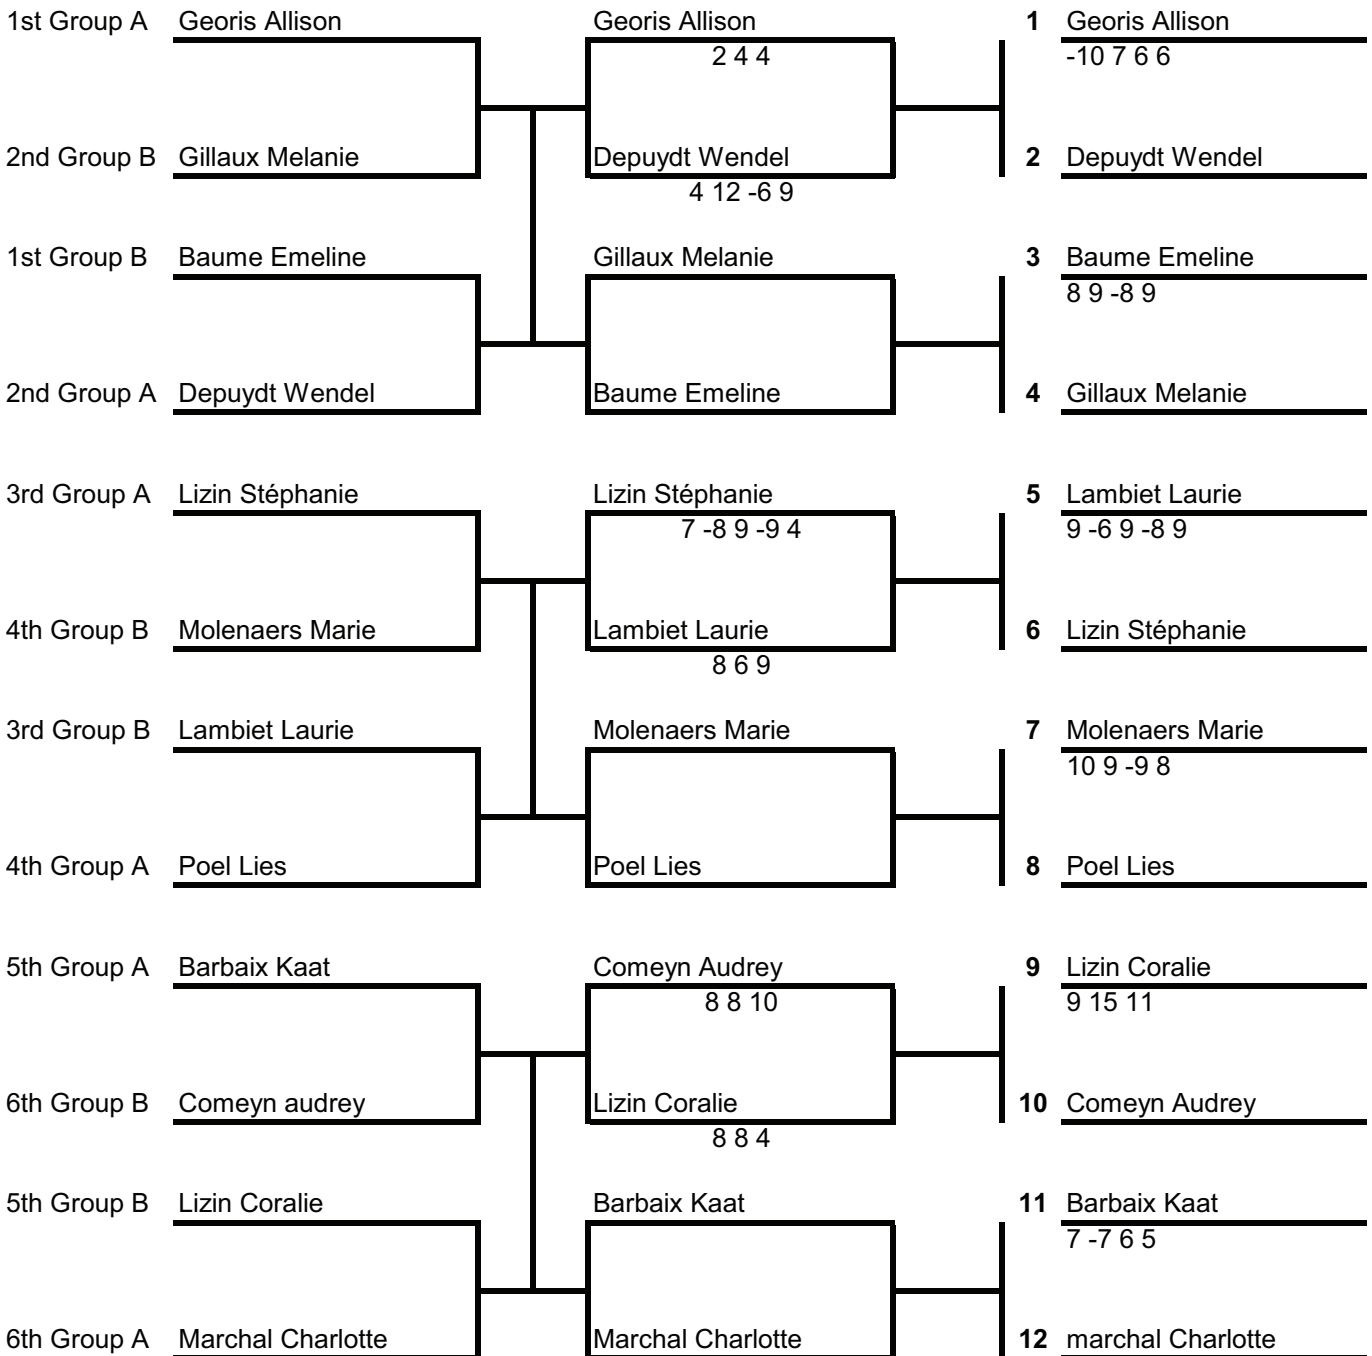 1st Group A Georis Allison Georis Allison 1 Georis Allison
2 4 4 -10 7 6 6
2nd Group B Gillaux Melanie Depuydt Wendel 2 Depuydt Wendel
4 12 -6 9
1st Group B Baume Emeline Gillaux Melanie 3 Baume Emeline
8 9 -8 9
2nd Group A Depuydt Wendel Baume Emeline 4 Gillaux Melanie
3rd Group A Lizin Stéphanie Lizin Stéphanie 5 Lambiet Laurie
7 -8 9 -9 4 9 -6 9 -8 9
4th Group B Molenaers Marie Lambiet Laurie 6 Lizin Stéphanie
8 6 9
3rd Group B Lambiet Laurie Molenaers Marie 7 Molenaers Marie
10 9 -9 8
4th Group A Poel Lies Poel Lies 8 Poel Lies
5th Group A Barbaix Kaat Comeyn Audrey 9 Lizin Coralie
8 8 10 9 15 11
6th Group B Comeyn audrey Lizin Coralie 10 Comeyn Audrey
8 8 4
5th Group B Lizin Coralie Barbaix Kaat 11 Barbaix Kaat
7 -7 6 5
6th Group A Marchal Charlotte Marchal Charlotte 12 marchal Charlotte